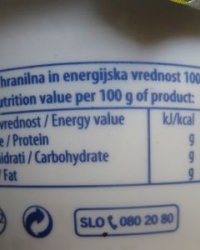 hranilna in energijska vrednost 100
utrition value per 100 g of product:
vrednost / Energy value kJ/kcal
e / Protein g
hidrati / Carbohydrate g
/ Fat g
SLO 080 20 80